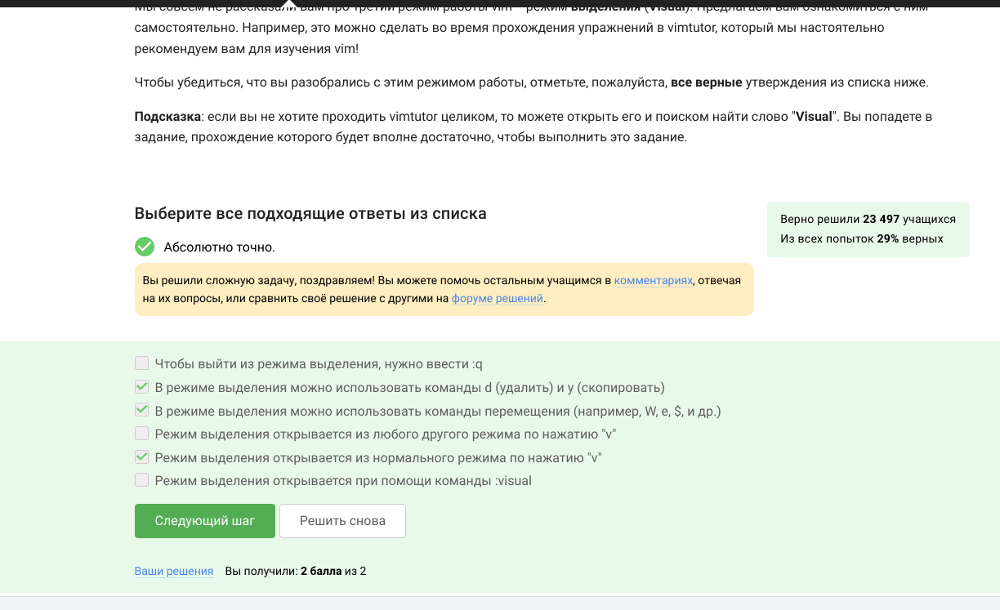 Мы совсем не рассказали вам про третий режим работы vim – режим выделения (Visual). Предлагаем вам ознакомиться с ним
самостоятельно. Например, это можно сделать во время прохождения упражнений в vimtutor, который мы настоятельно
рекомендуем вам для изучения vim!
Чтобы убедиться, что вы разобрались с этим режимом работы, отметьте, пожалуйста, все верные утверждения из списка ниже.
Подсказка: если вы не хотите проходить vimtutor целиком, то можете открыть его и поиском найти слово "Visual". Вы попадете в
задание, прохождение которого будет вполне достаточно, чтобы выполнить это задание.
Выберите все подходящие ответы из списка
Верно решили 23 497 учащихся
Из всех попыток 29% верных
Абсолютно точно.
Вы решили сложную задачу, поздравляем! Вы можете помочь остальным учащимся в комментариях, отвечая
на их вопросы, или сравнить своё решение с другими на форуме решений.
Чтобы выйти из режима выделения, нужно ввести :q
В режиме выделения можно использовать команды d (удалить) и y (скопировать)
В режиме выделения можно использовать команды перемещения (например, W, e, $, и др.)
Режим выделения открывается из любого другого режима по нажатию "v"
Режим выделения открывается из нормального режима по нажатию "v"
Режим выделения открывается при помощи команды :visual
Следующий шаг
Решить снова
Ваши решения Вы получили: 2 балла из 2